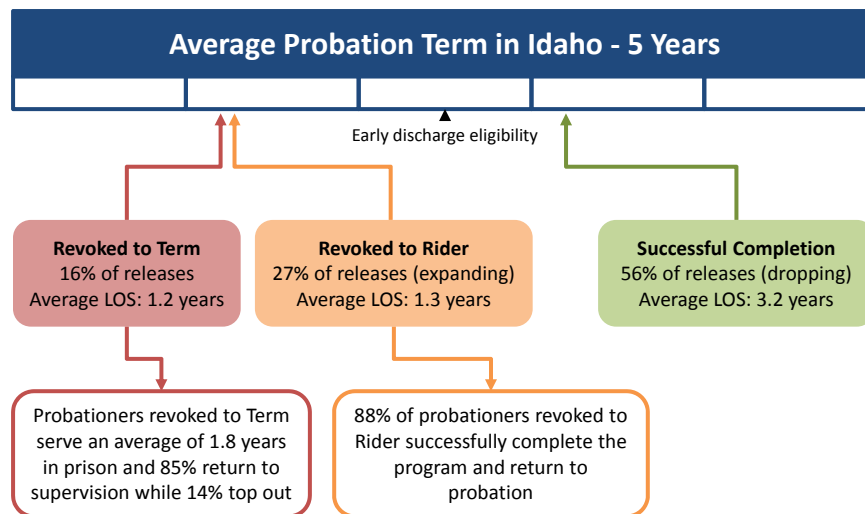 Average Probation Term in Idaho - 5 Years
Early discharge eligibility
Revoked to Term
16% of releases
Average LOS: 1.2 years
Revoked to Rider
27% of releases (expanding)
Average LOS: 1.3 years
Successful Completion
56% of releases (dropping)
Average LOS: 3.2 years
Probationers revoked to Term
serve an average of 1.8 years
in prison and 85% return to
supervision while 14% top out
88% of probationers revoked to
Rider successfully complete the
program and return to
probation